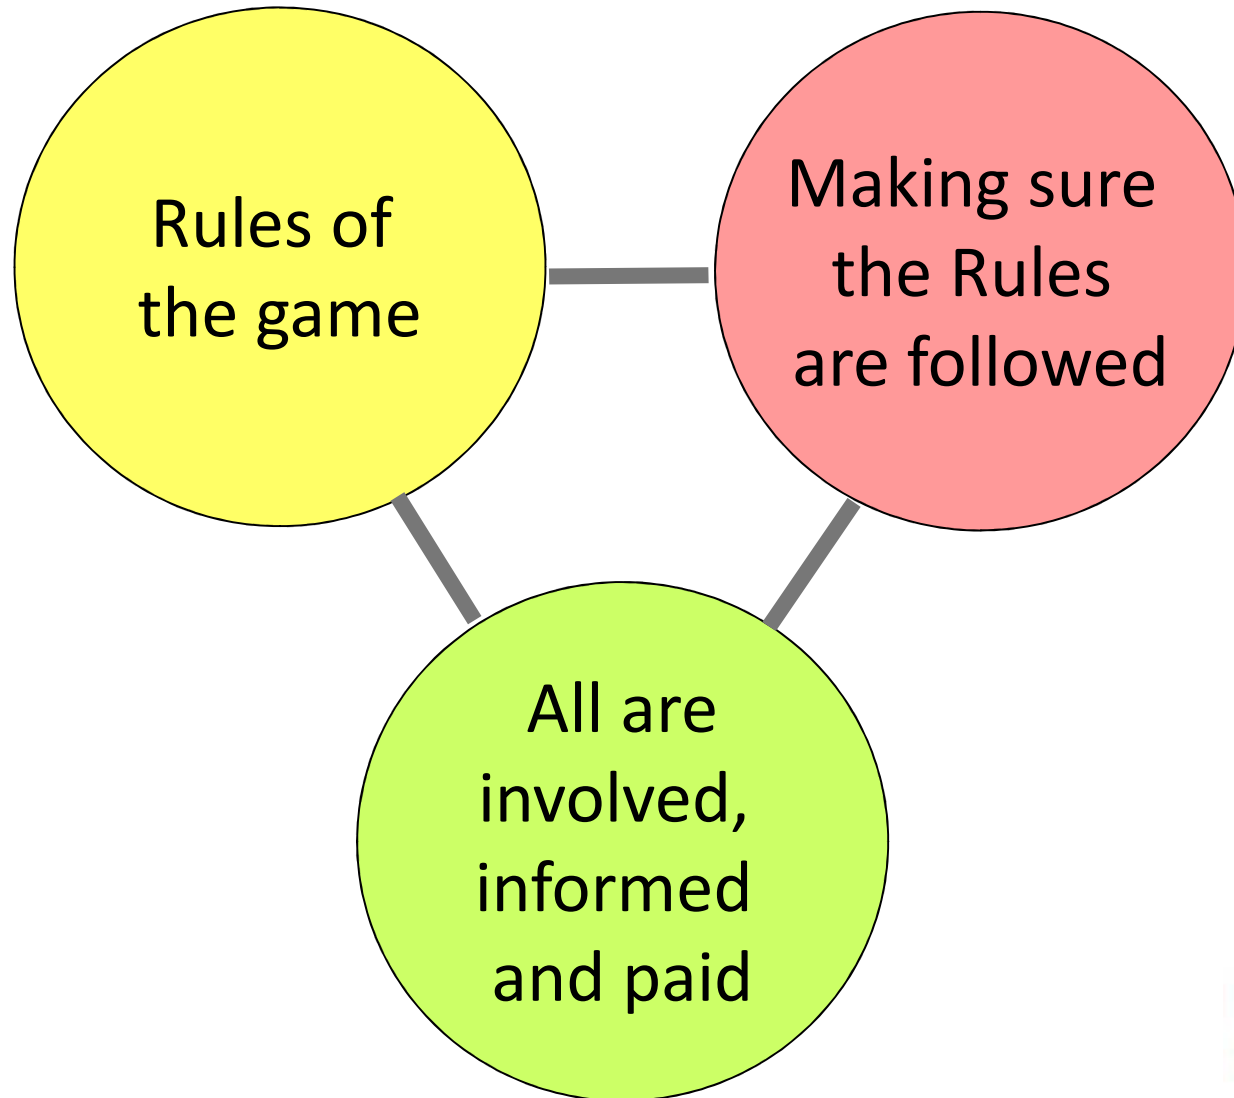 Rules of
the game
Making sure
the Rules
are followed
All are
involved,
informed
and paid